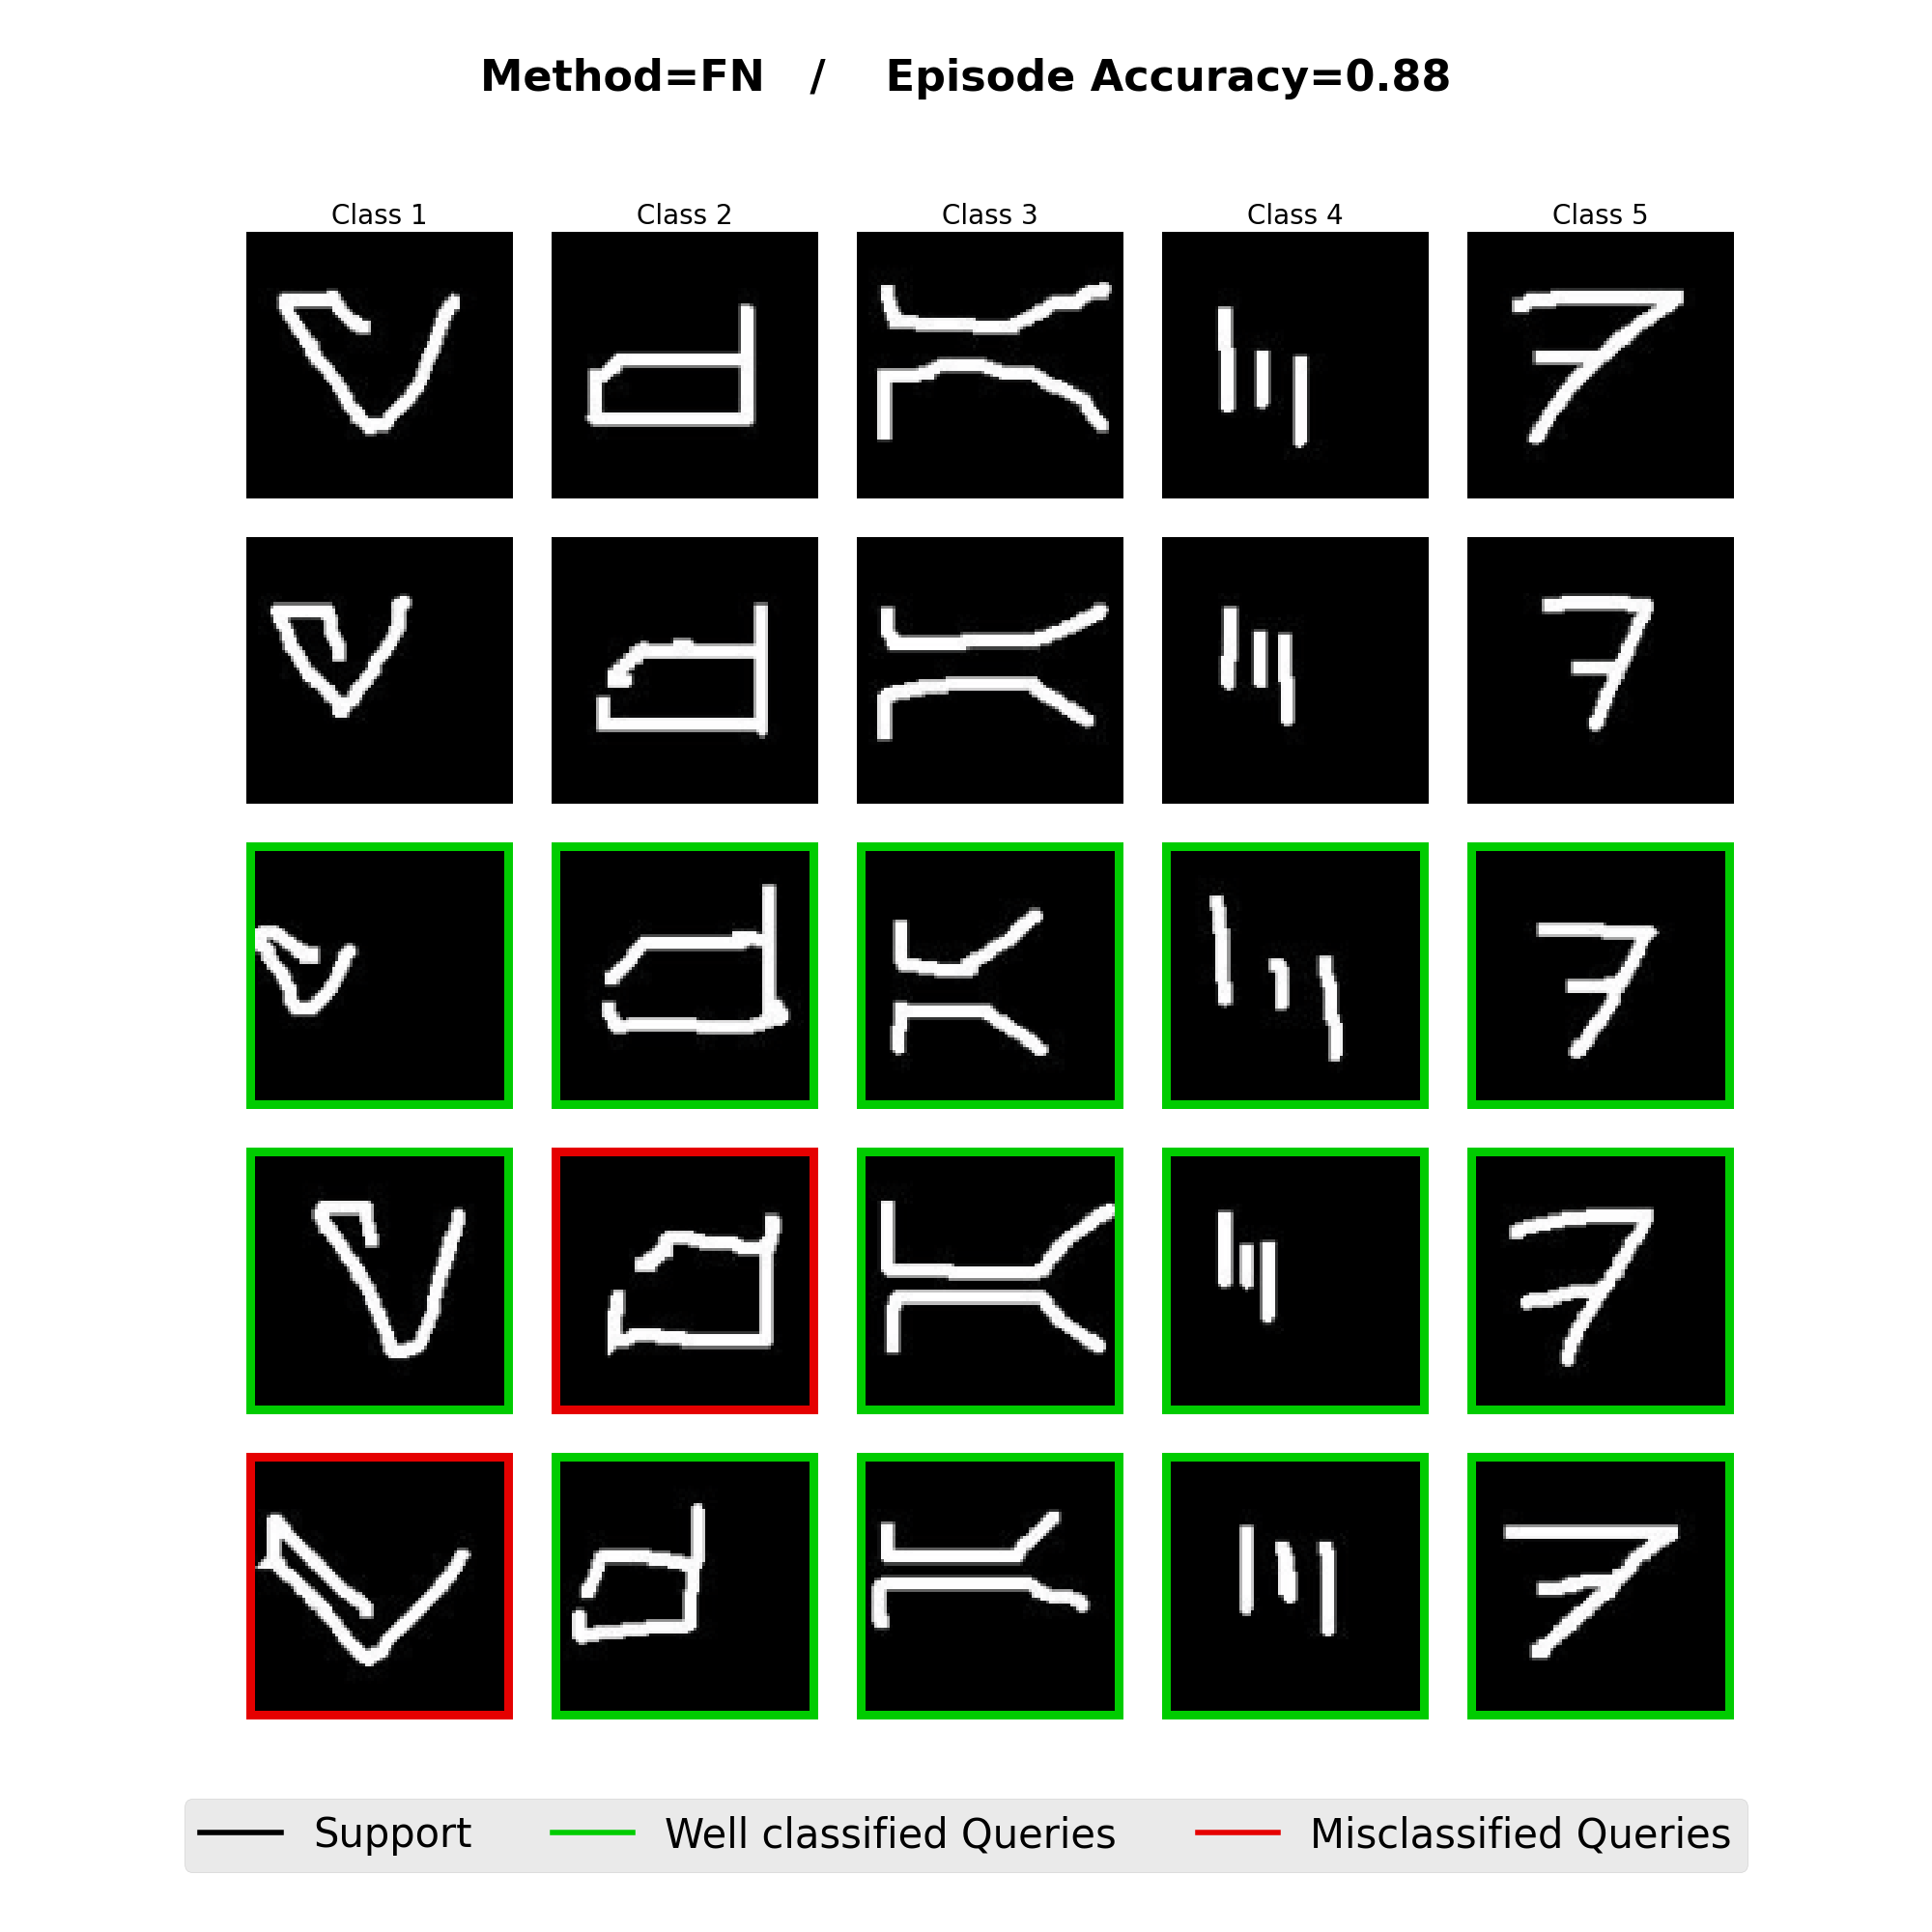 Method=FN / Episode Accuracy=0.88
Class 1 Class 2 Class 3 Class 4 Class 5
Support Well classified Queries Misclassified Queries